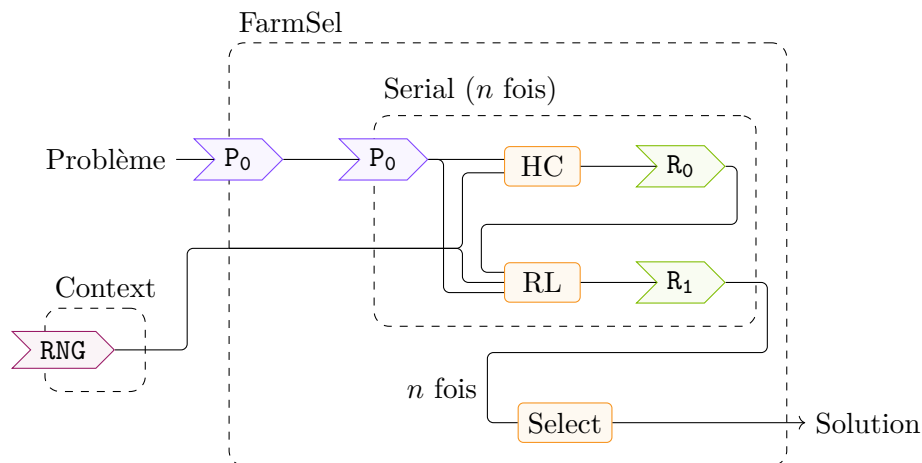 FarmSel
Serial (n fois)
Problème
P0
P0
HC
R0
RL
R1
Context
RNG
n fois
Select
Solution